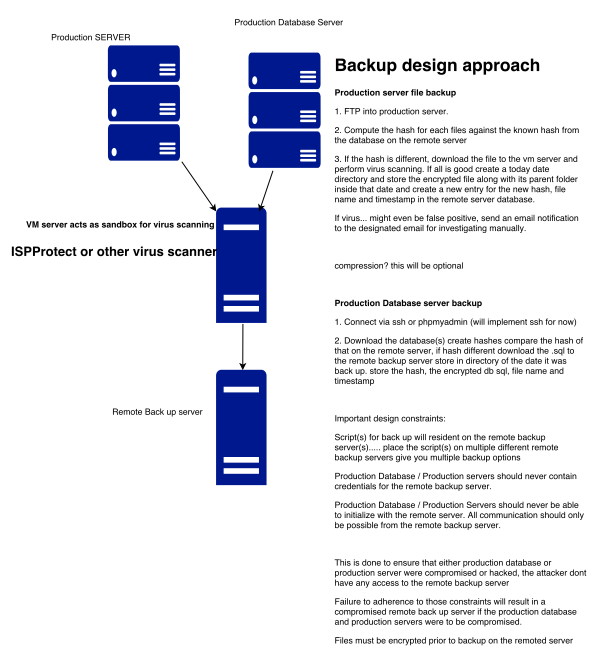 Production Database Server
Production SERVER
Backup design approach
Production server file backup
1. FTP into production server.
2. Compute the hash for each files against the known hash from
the database on the remote server
3. If the hash is different, download the file to the vm server and
perform virus scanning. If all is good create a today date
directory and store the encrypted file along with its parent folder
inside that date and create a new entry for the new hash, file
name and timestamp in the remote server database.
If virus... might even be false positive, send an email notification
to the designated email for investigating manually.
VM server acts as sandbox for virus scanning
ISPProtect or other virus scanner
compression? this will be optional
Production Database server backup
1. Connect via ssh or phpmyadmin (will implement ssh for now)
2. Download the database(s) create hashes compare the hash of
that on the remote server, if hash different download the .sql to
the remote backup server store in directory of the date it was
back up. store the hash, the encrypted db sql, file name and
timestamp
Remote Back up server
Important design constraints:
Script(s) for back up will resident on the remote backup
server(s)..... place the script(s) on multiple different remote
backup servers give you multiple backup options
Production Database / Production servers should never contain
credentials for the remote backup server.
Production Database / Production Servers should never be able
to initialize with the remote server. All communication should only
be possible from the remote backup server.
This is done to ensure that either production database or
production server were compromised or hacked, the attacker dont
have any access to the remote backup server
Failure to adherence to those constraints will result in a
compromised remote back up server if the production database
and production servers were to be compromised.
Files must be encrypted prior to backup on the remoted server